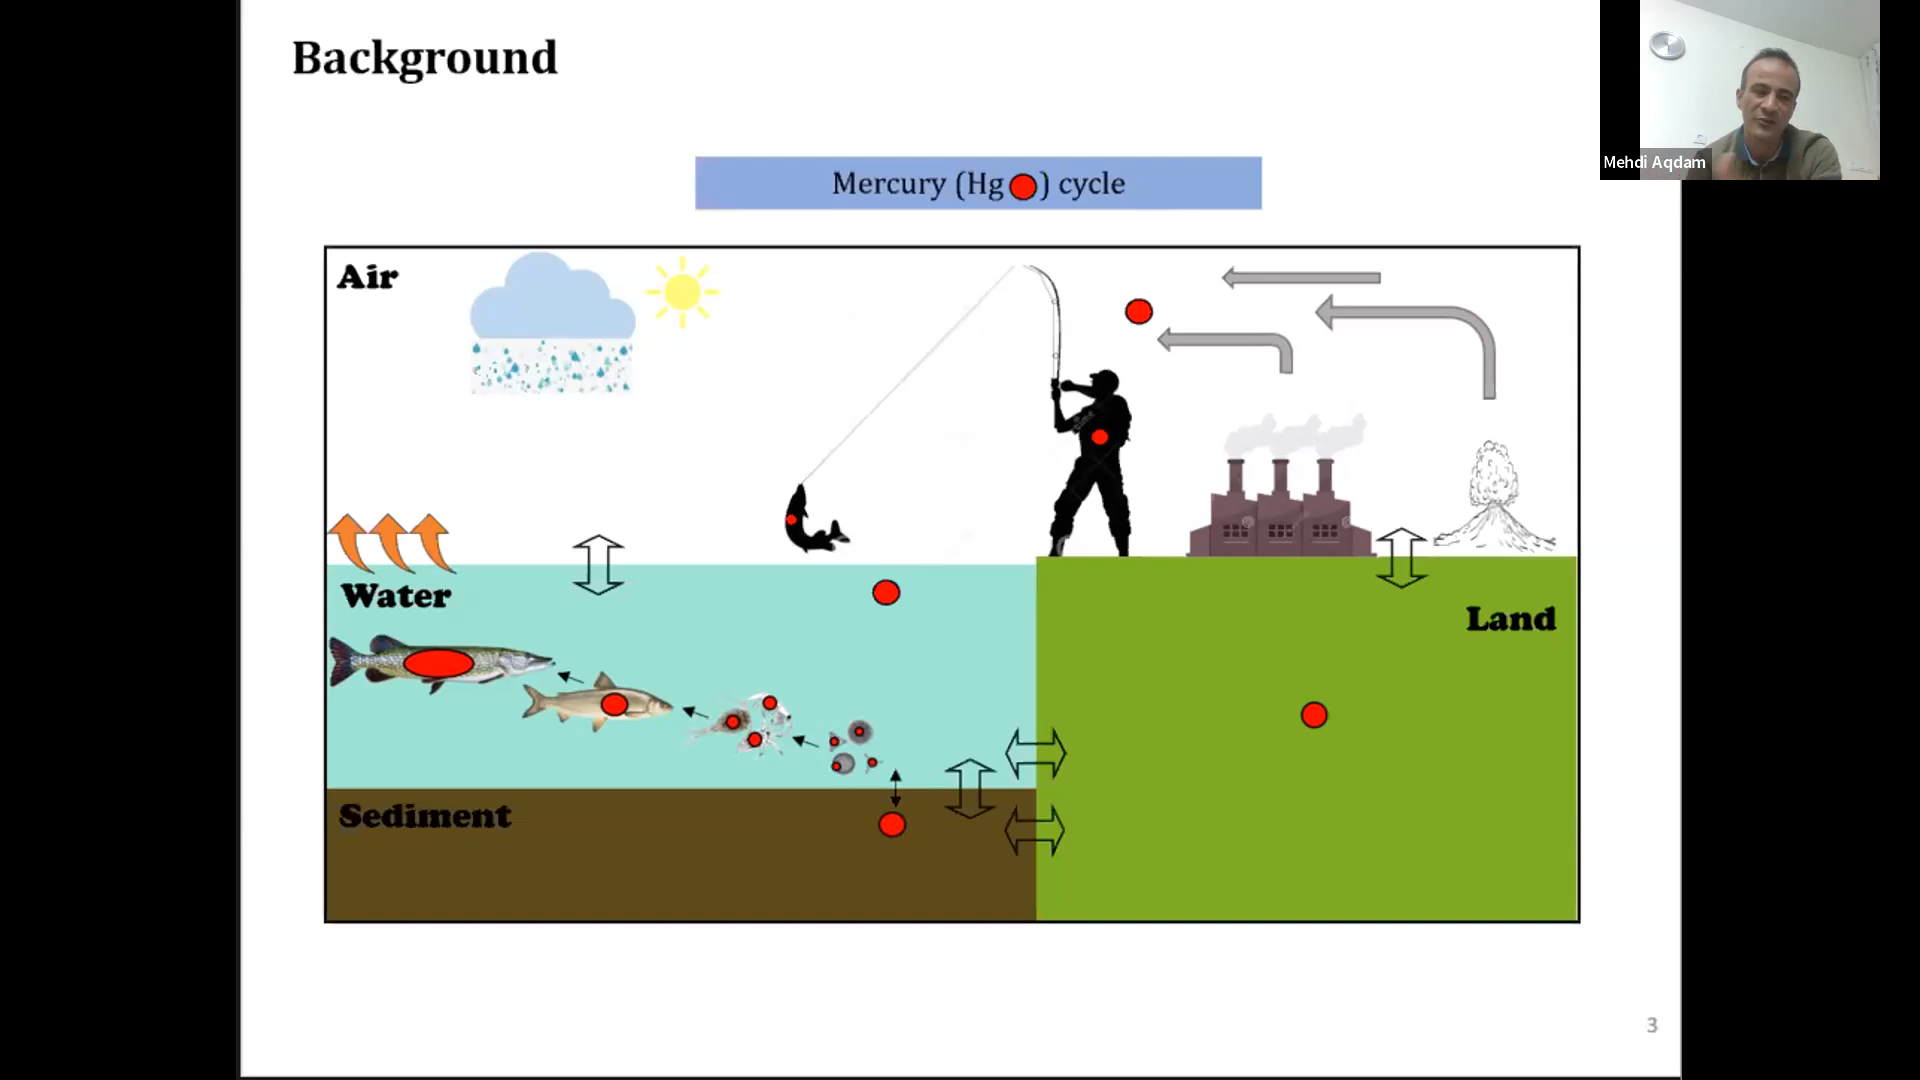 Background
Mehdi Aqdam
Mercury (Hg ) cycle
Air
Water
Land
Sediment
3